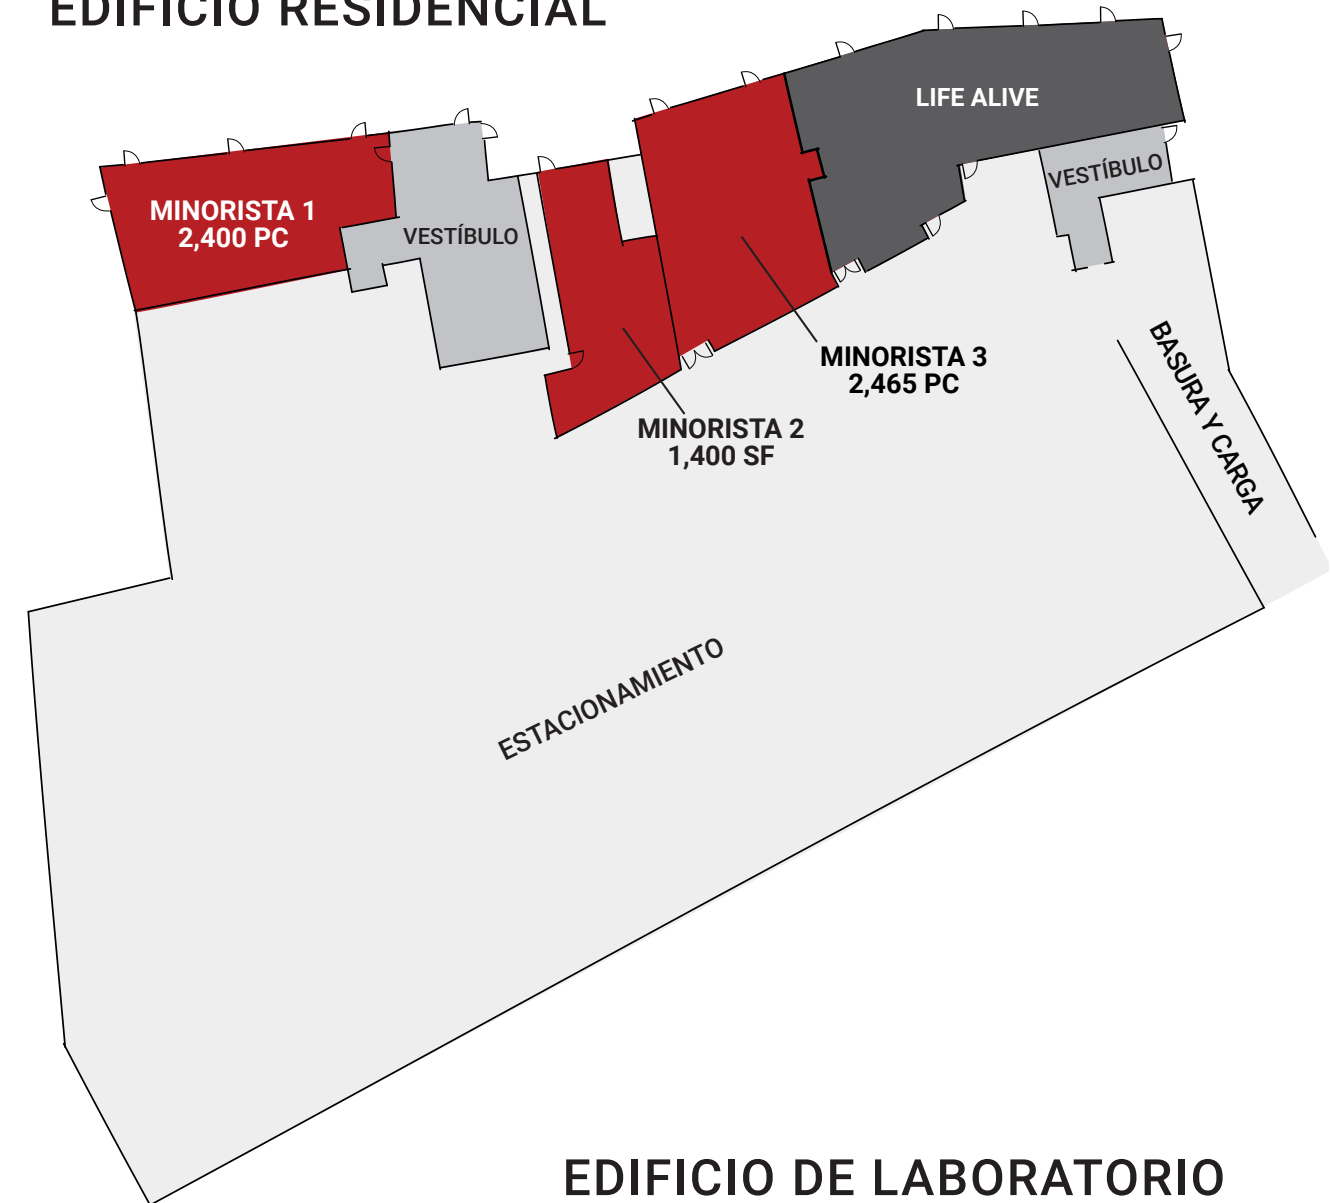 EDIFICIO RESIDENCIAL
LIFE ALIVE
VESTÍBULO
MINORISTA 1
2,400 PC
VESTÍBULO
MINORISTA 3
2,465 PC
MINORISTA 2
1,400 SF
BASURA Y CARGA
ESTACIONAMIENTO
EDIFICIO DE LABORATORIO